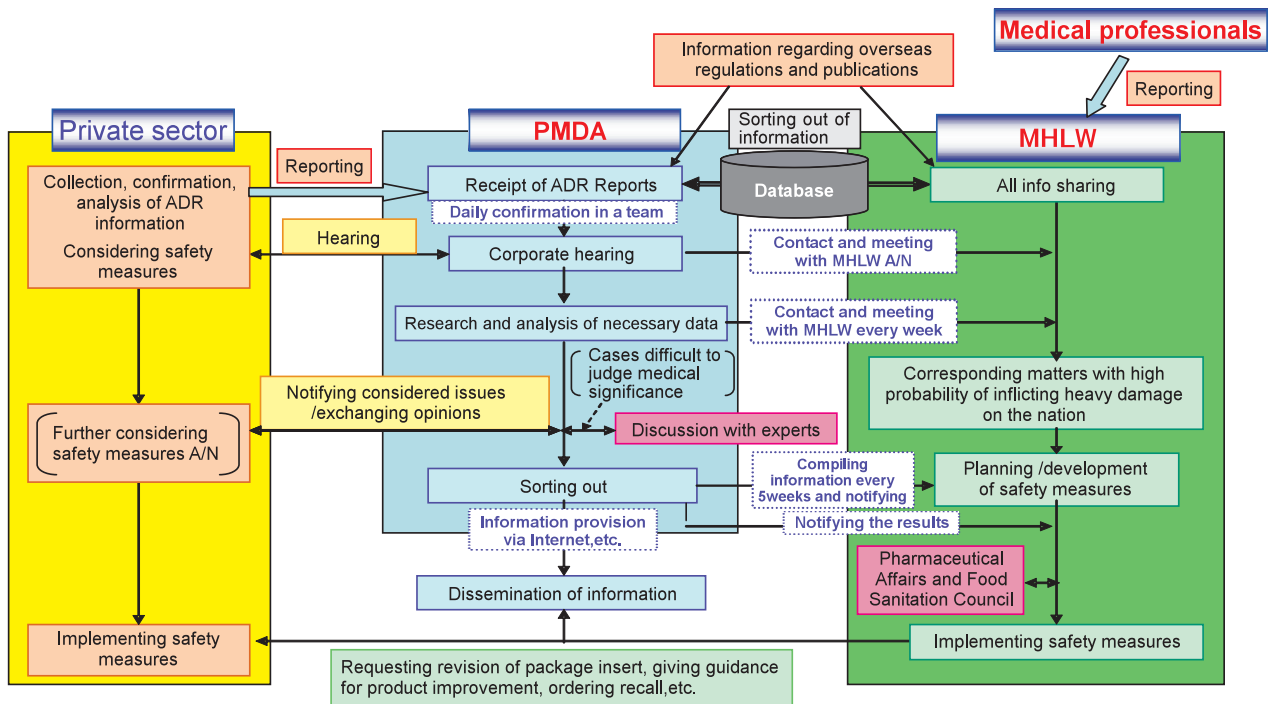 Medical professionals
Information regarding overseas
regulations and publications
Reporting
Private sector
PMDA
Sorting out of
information
MHLW
Collection, confirmation,
analysis of ADR
information
Considering safety
measures
Reporting
Receipt of ADR Reports
Database
All info sharing
Daily confirmation in a team
Hearing
Corporate hearing
Contact and meeting
with MHLW A/N
Research and analysis of necessary data
Contact and meeting
with MHLW every week
Cases difficult to
judge medical
significance
Corresponding matters with high
probability of inflicting heavy damage
on the nation
Notifying considered issues
/exchanging opinions
Further considering
safety measures A/N
Discussion with experts
Sorting out
Compiling
information every
5weeks and notifying
Planning /development
of safety measures
Information provision
via Internet,etc.
Notifying the results
Pharmaceutical
Affairs and Food
Sanitation Council
Dissemination of information
Implementing safety
measures
Implementing safety measures
Requesting revision of package insert, giving guidance
for product improvement, ordering recall,etc.